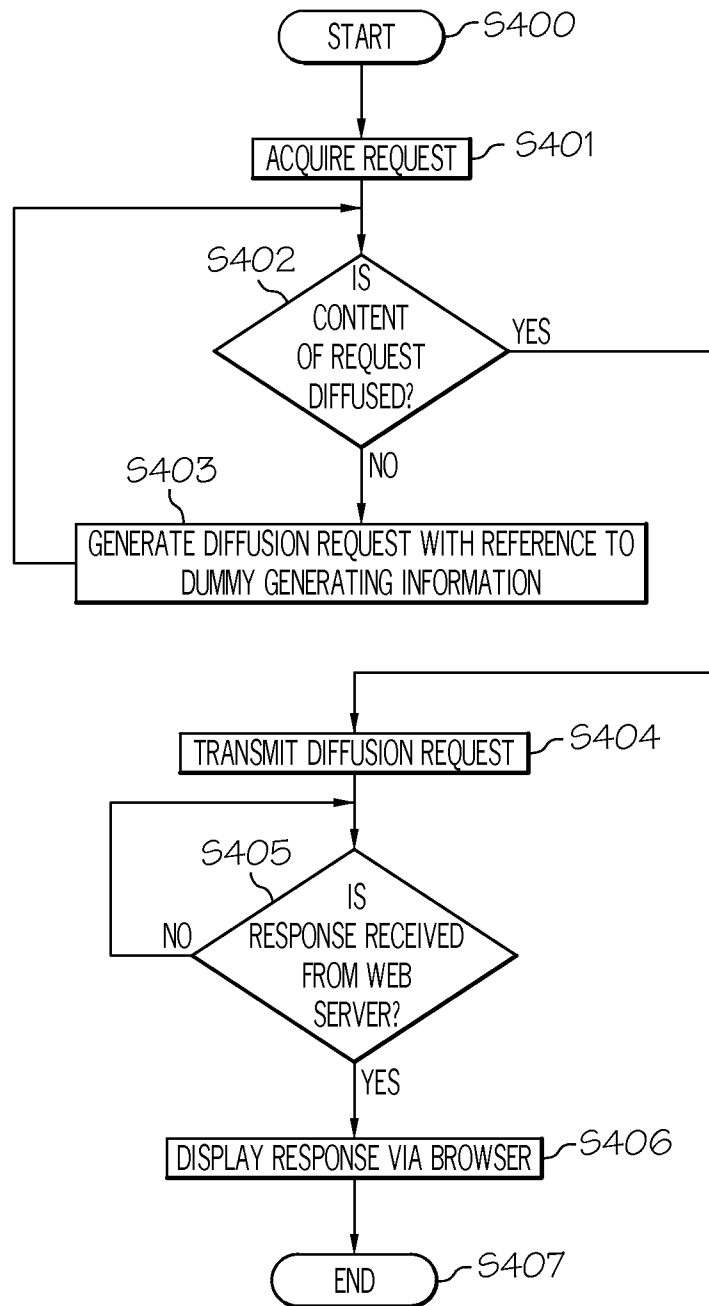 START
S400
ACQUIRE REQUEST
S401
S402
IS
CONTENT
OF REQUEST
DIFFUSED?
YES
NO
S403
GENERATE DIFFUSION REQUEST WITH REFERENCE TO
DUMMY GENERATING INFORMATION
TRANSMIT DIFFUSION REQUEST
S404
S405
IS
RESPONSE RECEIVED
FROM WEB
SERVER?
NO
YES
DISPLAY RESPONSE VIA BROWSER
S406
END
S407